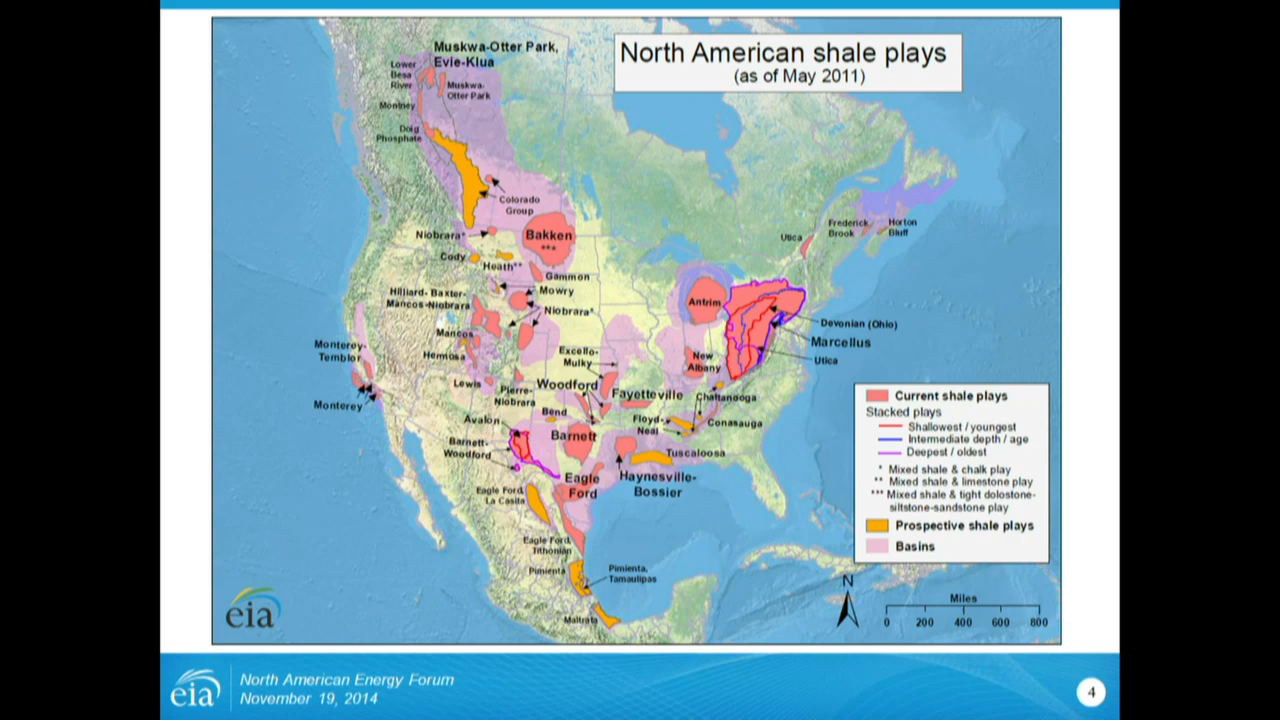 North American shale plays
(as of May 2011)
Muskwa-Otter Park,
Evie-Klua
Lower
Besa
River
Muskwa-
Otter Park
Montney
Doig
Phosphate
Colorado
Group
Niobrara*
Bakken
***
Cody
Heath**
Gammon
Mowry
Hilliard- Baxter-
Mancos-Niobrara
Niobrara*
Antrim
Utica
Frederick
Brook
Horton
Bluff
Devonian (Ohio)
Marcellus
Utica
Mancos
Hermosa
Monterey-
Temblor
Monterey
Excello-
Mulky
New
Albany
Lewis
Pierre-
Niobrara
Woodford
Fayetteville
Chattanooga
Bend
Floyd-
Neal
Conasauga
Avalon
Barnett-
Woodford
Barnett
Tuscaloosa
Eagle
Ford
Haynesville-
Bossier
Eagle Ford,
La Casita
Eagle Ford,
Tithonian
Pimienta
Pimienta,
Tamaulipas
Maltrata
Current shale plays
Stacked plays
Shallowest / youngest
Intermediate depth / age
Deepest / oldest
* Mixed shale & chalk play
** Mixed shale & limestone play
*** Mixed shale & tight dolostone-
siltstone-sandstone play
Prospective shale plays
Basins
N
Miles
0 200 400 600 800
eia
eia
North American Energy Forum
November 19, 2014
4